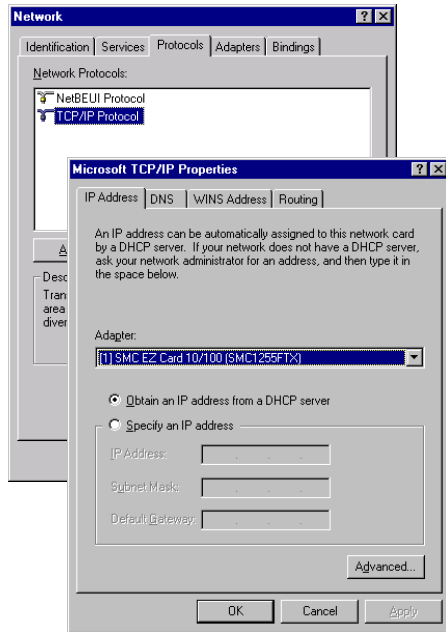 Network
Identification Services Protocols Adapters Bindings
Network Protocols:
NetBEUI Protocol
TCP/IP Protocol
A
Desc
Tran
area
diver
Microsoft TCP/IP Properties
IP Address DNS WINS Address Routing
An IP address can be automatically assigned to this network card
by a DHCP server. If your network does not have a DHCP server,
ask your network administrator for an address, and then type it in
the space below.
Adapter:
[1] SMC EZ Card 10/100 (SMC1255FTX)
Obtain an IP address from a DHCP server
Specify an IP address
IP Address:
Subnet Mask:
Default Gateway:
Advanced...
OK Cancel Apply